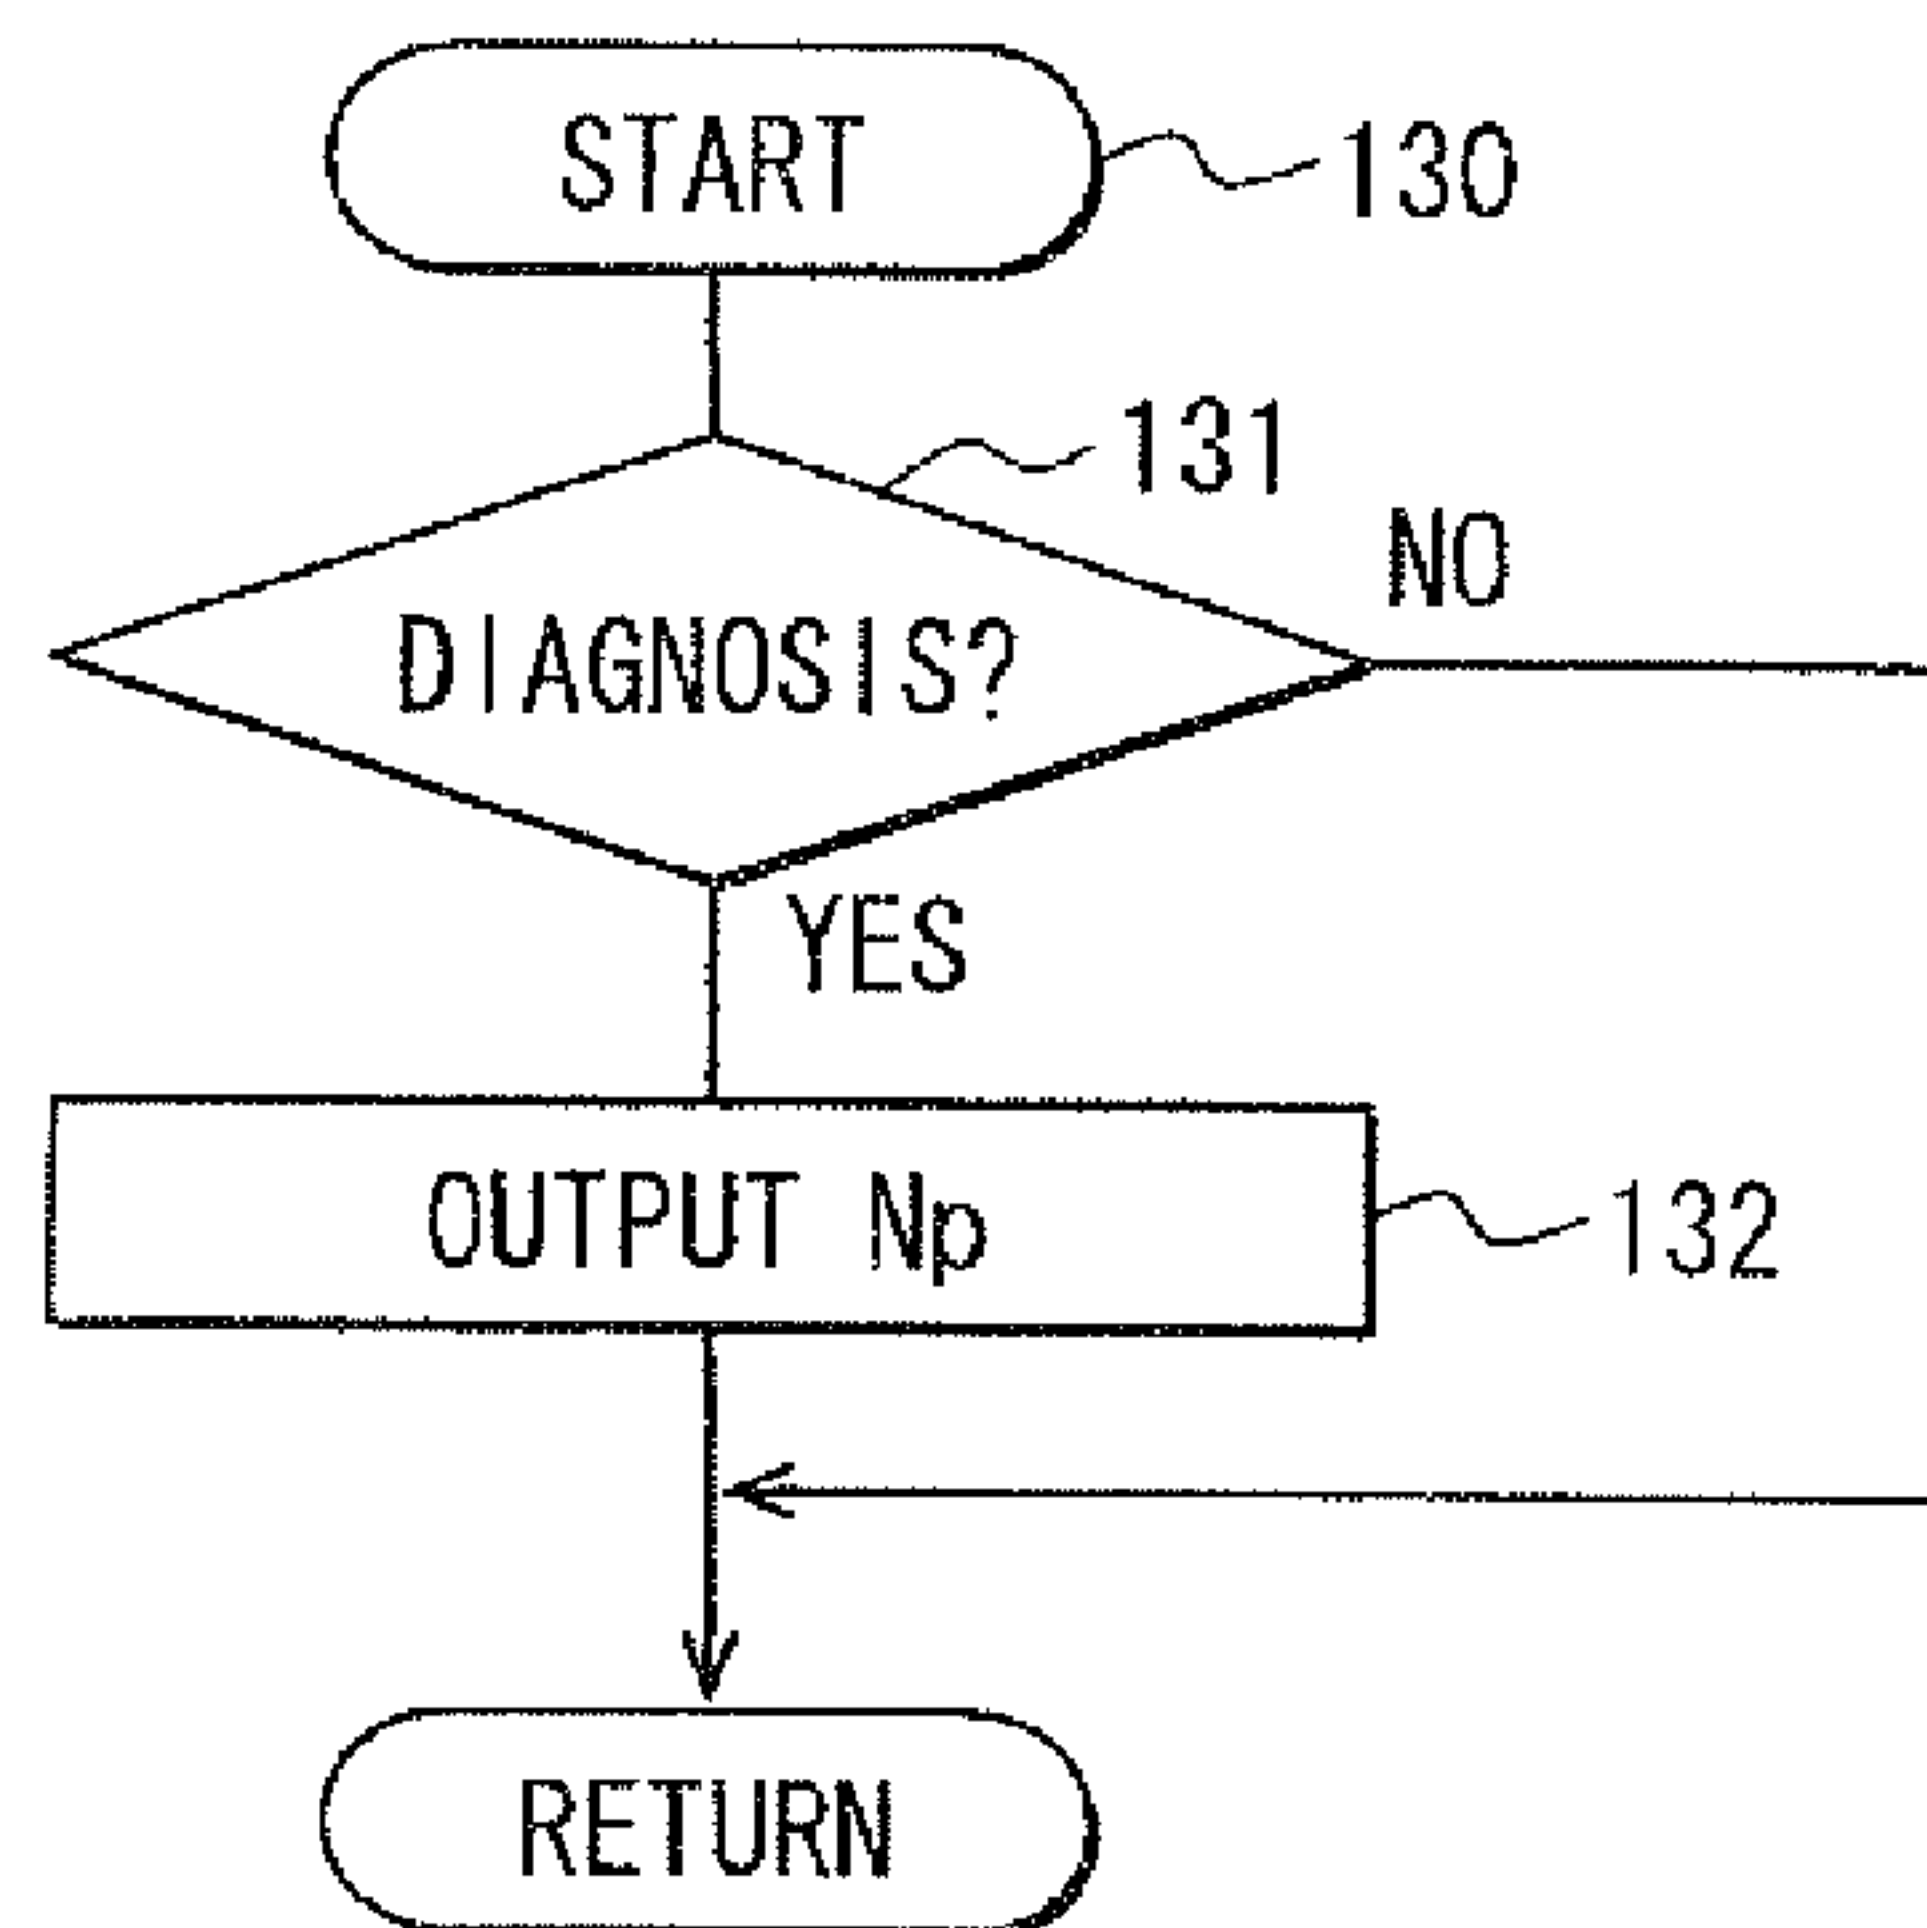 START
130
131
NO
DIAGNOSIS?
YES
OUTPUT Np
132
RETURN